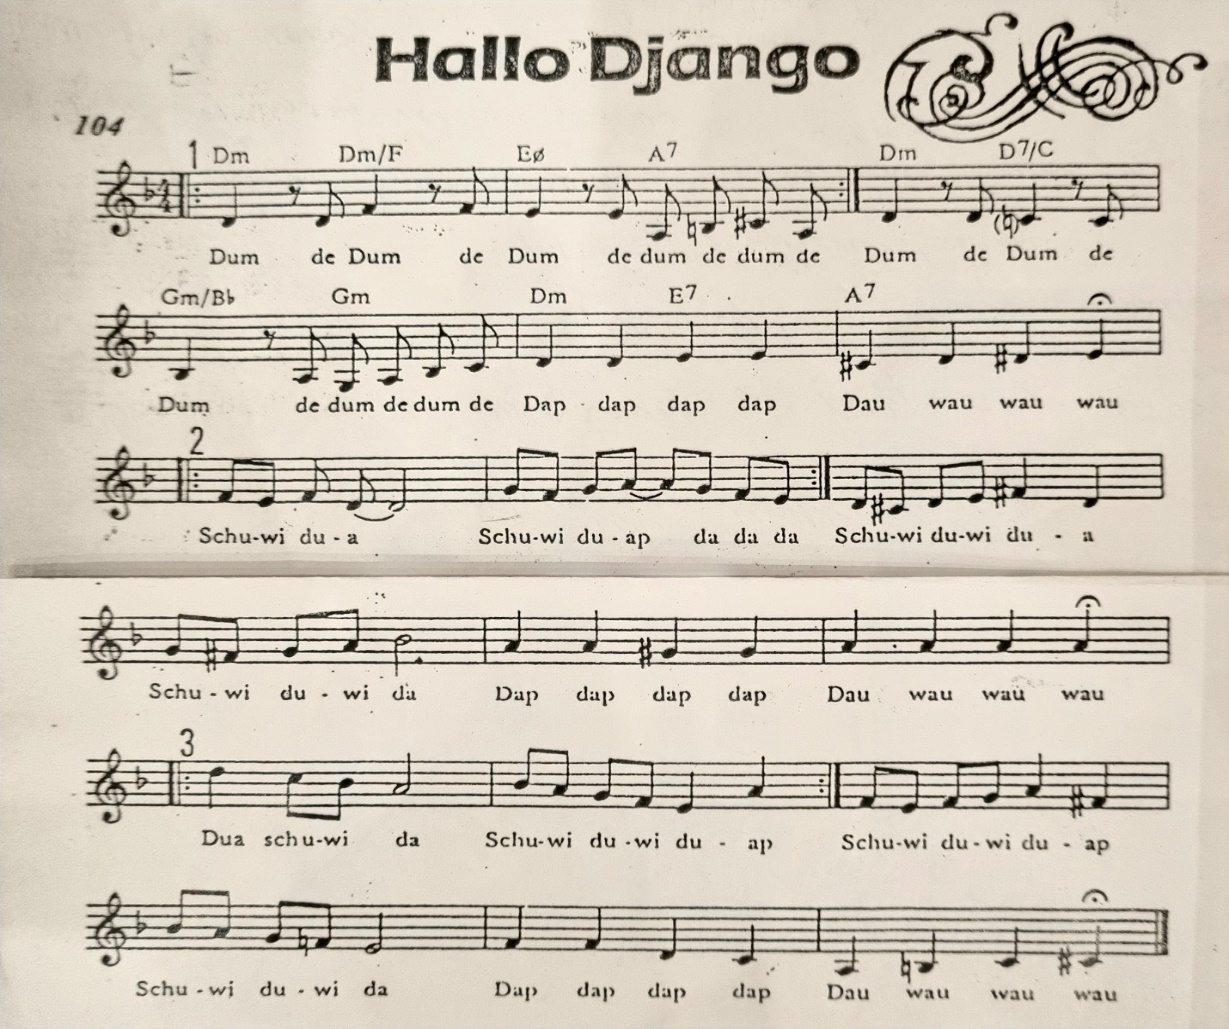 Hallo Django
104
1 Dm Dm/F Eø A7 Dm D7/C
4
4
Dum de Dum de Dum de dum de dum de Dum de Dum de
Gm/B♭ Gm Dm E7 A7
Dum de dum de dum de Dap dap dap dap Dau wau wau wau
2
Schu-wi du - a Schu-wi du - ap da da da Schu-wi du-wi du - a
Schu - wi du - wi da Dap dap dap dap Dau wau wau wau
3
Dua schu-wi da Schu-wi du - wi du - ap Schu-wi du - wi du - ap
Schu - wi du - wi da Dap dap dap dap Dau wau wau wau